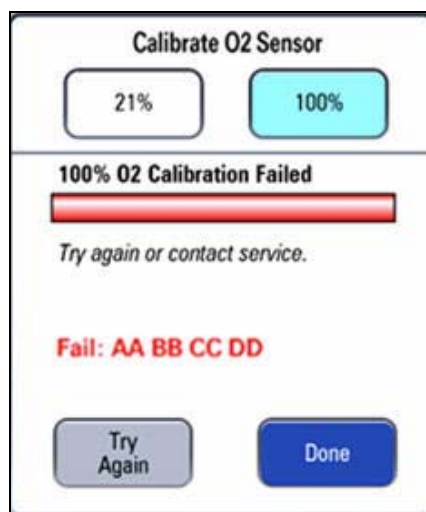 Calibrate O2 Sensor
21%
100%
100% O2 Calibration Failed
Try again or contact service.
Fail: AA BB CC DD
Try
Again
Done